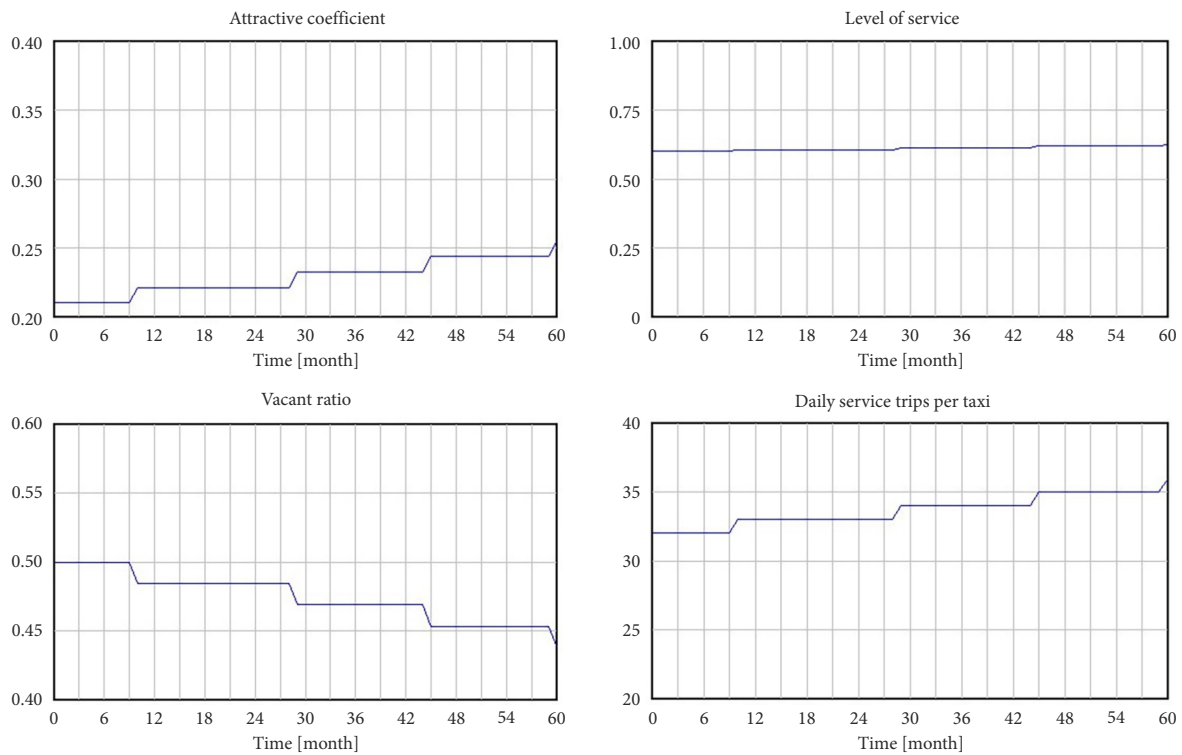 Attractive coefficient
0.40
0.35
0.30
0.25
0.20
0 6 12 18 24 30 36 42 48 54 60
Time [month]
Level of service
1.00
0.75
0.50
0.25
0
0 6 12 18 24 30 36 42 48 54 60
Time [month]
Vacant ratio
0.60
0.55
0.50
0.45
0.40
0 6 12 18 24 30 36 42 48 54 60
Time [month]
Daily service trips per taxi
40
35
30
25
20
0 6 12 18 24 30 36 42 48 54 60
Time [month]